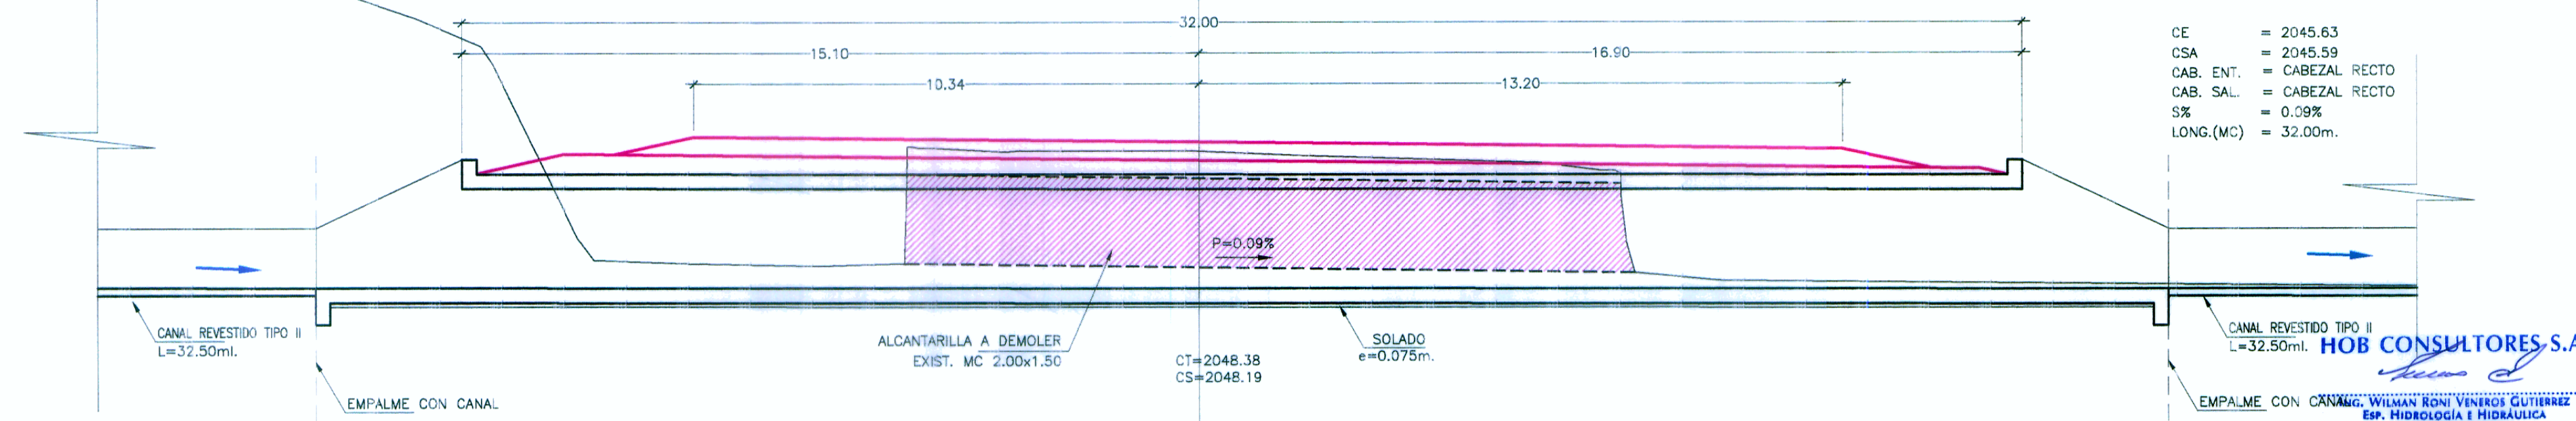 32.00
15.10
16.90
10.34
13.20
CE = 2045.63
CSA = 2045.59
CAB. ENT. = CABEZAL RECTO
CAB. SAL. = CABEZAL RECTO
S% = 0.09%
LONG.(MC) = 32.00m.
P=0.09%
CANAL REVESTIDO TIPO II
L=32.50ml.
EMPALME CON CANAL
ALCANTARILLA A DEMOLER
EXIST. MC 2.00x1.50
CT=2048.38
CS=2048.19
SOLADO
e=0.075m.
CANAL REVESTIDO TIPO II
L=32.50ml.
HOB CONSULTORES S.A
EMPALME CON CANAL
ING. WILMAN RONI VENEROS GUTIERREZ
ESP. HIDROLOGÍA E HIDRÁULICA